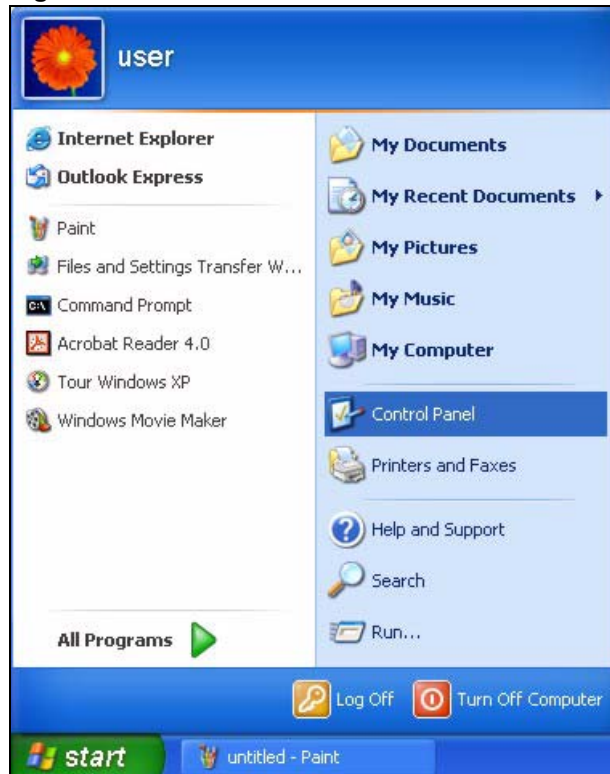 user
Internet Explorer
Outlook Express
Paint
Files and Settings Transfer W...
Command Prompt
C:\
Acrobat Reader 4.0
Tour Windows XP
Windows Movie Maker
All Programs
My Documents
My Recent Documents
My Pictures
My Music
My Computer
Control Panel
Printers and Faxes
Help and Support
Search
Run...
Log Off
Turn Off Computer
start
untitled - Paint